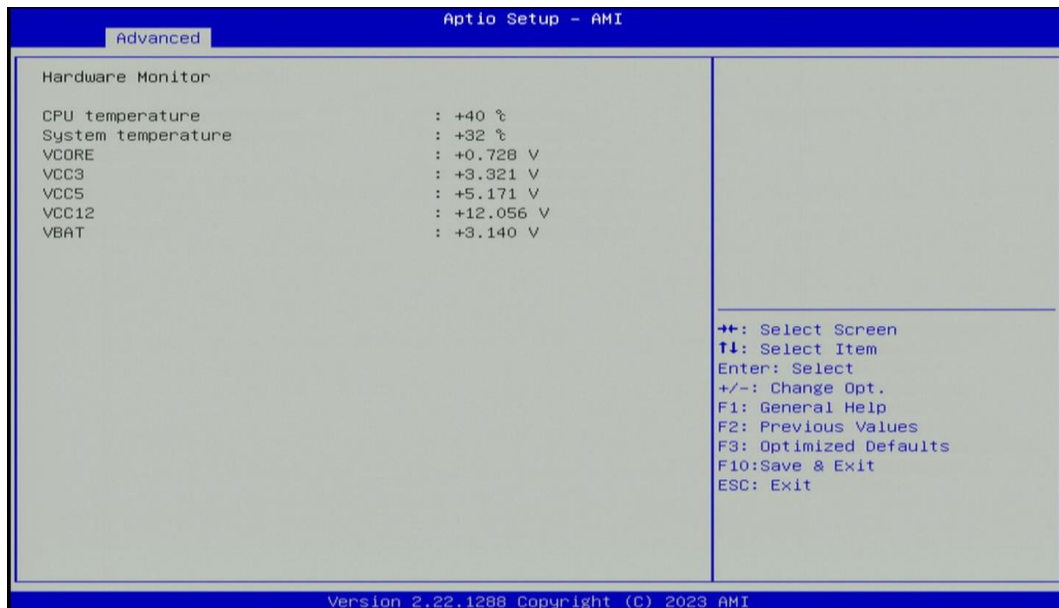 Aptio Setup – AMI
Advanced
Hardware Monitor
CPU temperature : +40 ℃
System temperature : +32 ℃
VCORE : +0.728 V
VCC3 : +3.321 V
VCC5 : +5.171 V
VCC12 : +12.056 V
VBAT : +3.140 V
→←: Select Screen
↑↓: Select Item
Enter: Select
+/-: Change Opt.
F1: General Help
F2: Previous Values
F3: Optimized Defaults
F10:Save & Exit
ESC: Exit
Version 2.22.1288 Copyright (C) 2023 AMI